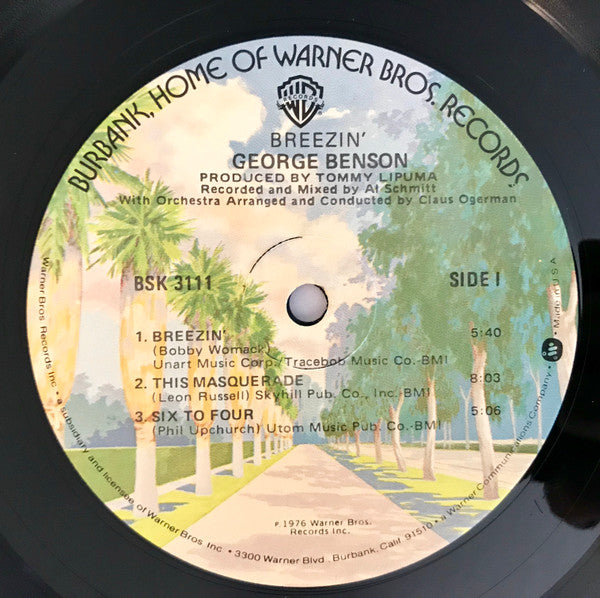 BURBANK, HOME OF WARNER BROS. RECORDS.
RECORDS
BREEZIN'
GEORGE BENSON
PRODUCED BY TOMMY LIPUMA
Recorded and Mixed by Al Schmitt
With Orchestra Arranged and Conducted by Claus Ogerman
BSK 3111
SIDE I
1. BREEZIN' 5:40
(Bobby Womack)
Unart Music Corp./Tracebob Music Co.-BMI
2. THIS MASQUERADE 8:03
(Leon Russell) Skyhill Pub. Co., Inc.-BMI
3. SIX TO FOUR 5:06
(Phil Upchurch) Utom Music Pub. Co.-BMI
℗ 1976 Warner Bros.
Records Inc.
Warner Bros. Records Inc. • a subsidiary and licensee of Warner Bros. Inc. • 3300 Warner Blvd., Burbank, Calif. 91510 • a Warner Communications Company • Made in U.S.A.